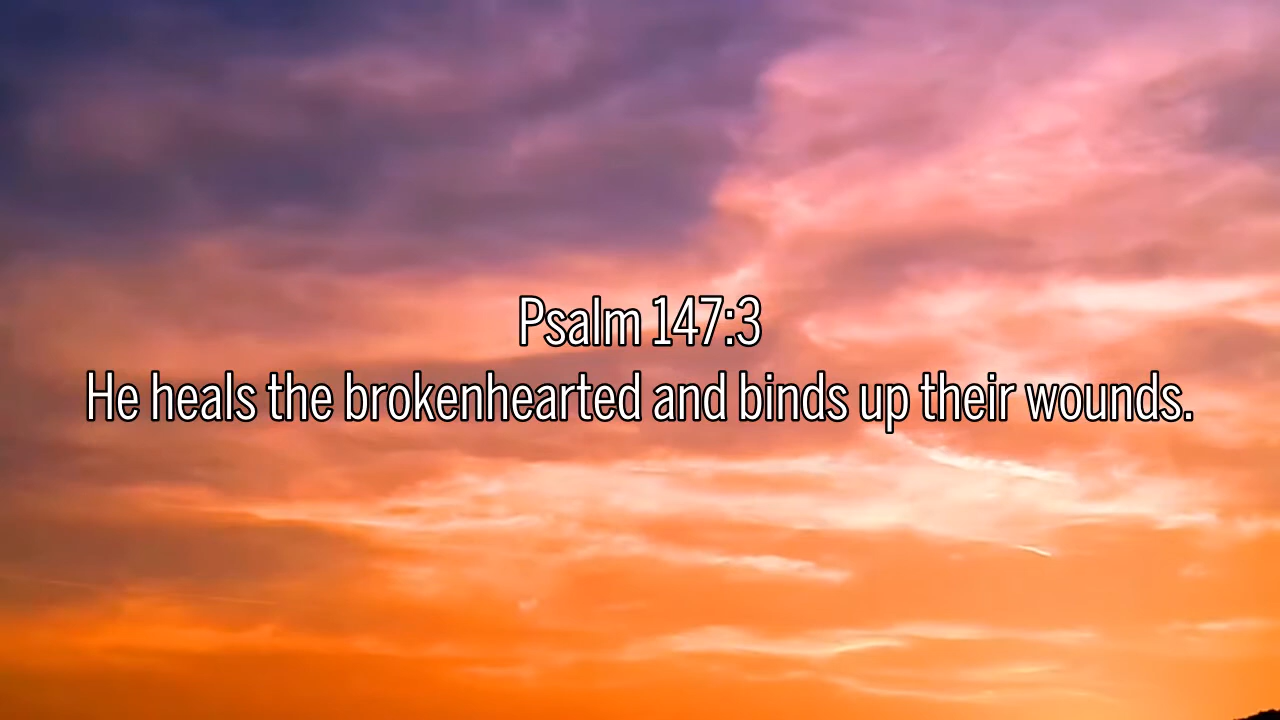 Psalm 147:3
He heals the brokenhearted and binds up their wounds.